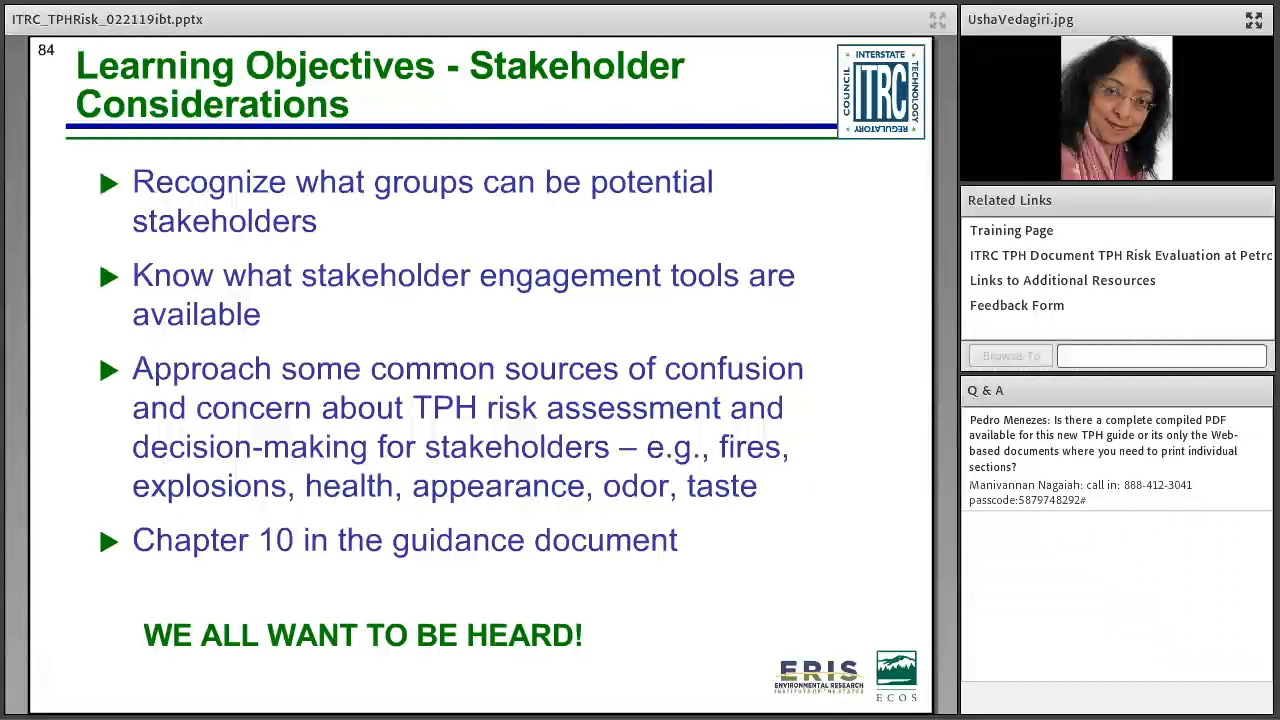 ITRC_TPHRisk_022119ibt.pptx
84
Learning Objectives - Stakeholder
Considerations
INTERSTATE
COUNCIL
ITRC
TECHNOLOGY
REGULATORY
Recognize what groups can be potential
stakeholders
Know what stakeholder engagement tools are
available
Approach some common sources of confusion
and concern about TPH risk assessment and
decision-making for stakeholders – e.g., fires,
explosions, health, appearance, odor, taste
Chapter 10 in the guidance document
WE ALL WANT TO BE HEARD!
ERIS
ENVIRONMENTAL RESEARCH
INSTITUTE OF THE STATES
ECOS
UshaVedagiri.jpg
Related Links
Training Page
ITRC TPH Document TPH Risk Evaluation at Petrc
Links to Additional Resources
Feedback Form
Browse To
Q & A
Pedro Menezes: Is there a complete compiled PDF
available for this new TPH guide or its only the Web-
based documents where you need to print individual
sections?
Manivannan Nagaiah: call in: 888-412-3041
passcode:5879748292#